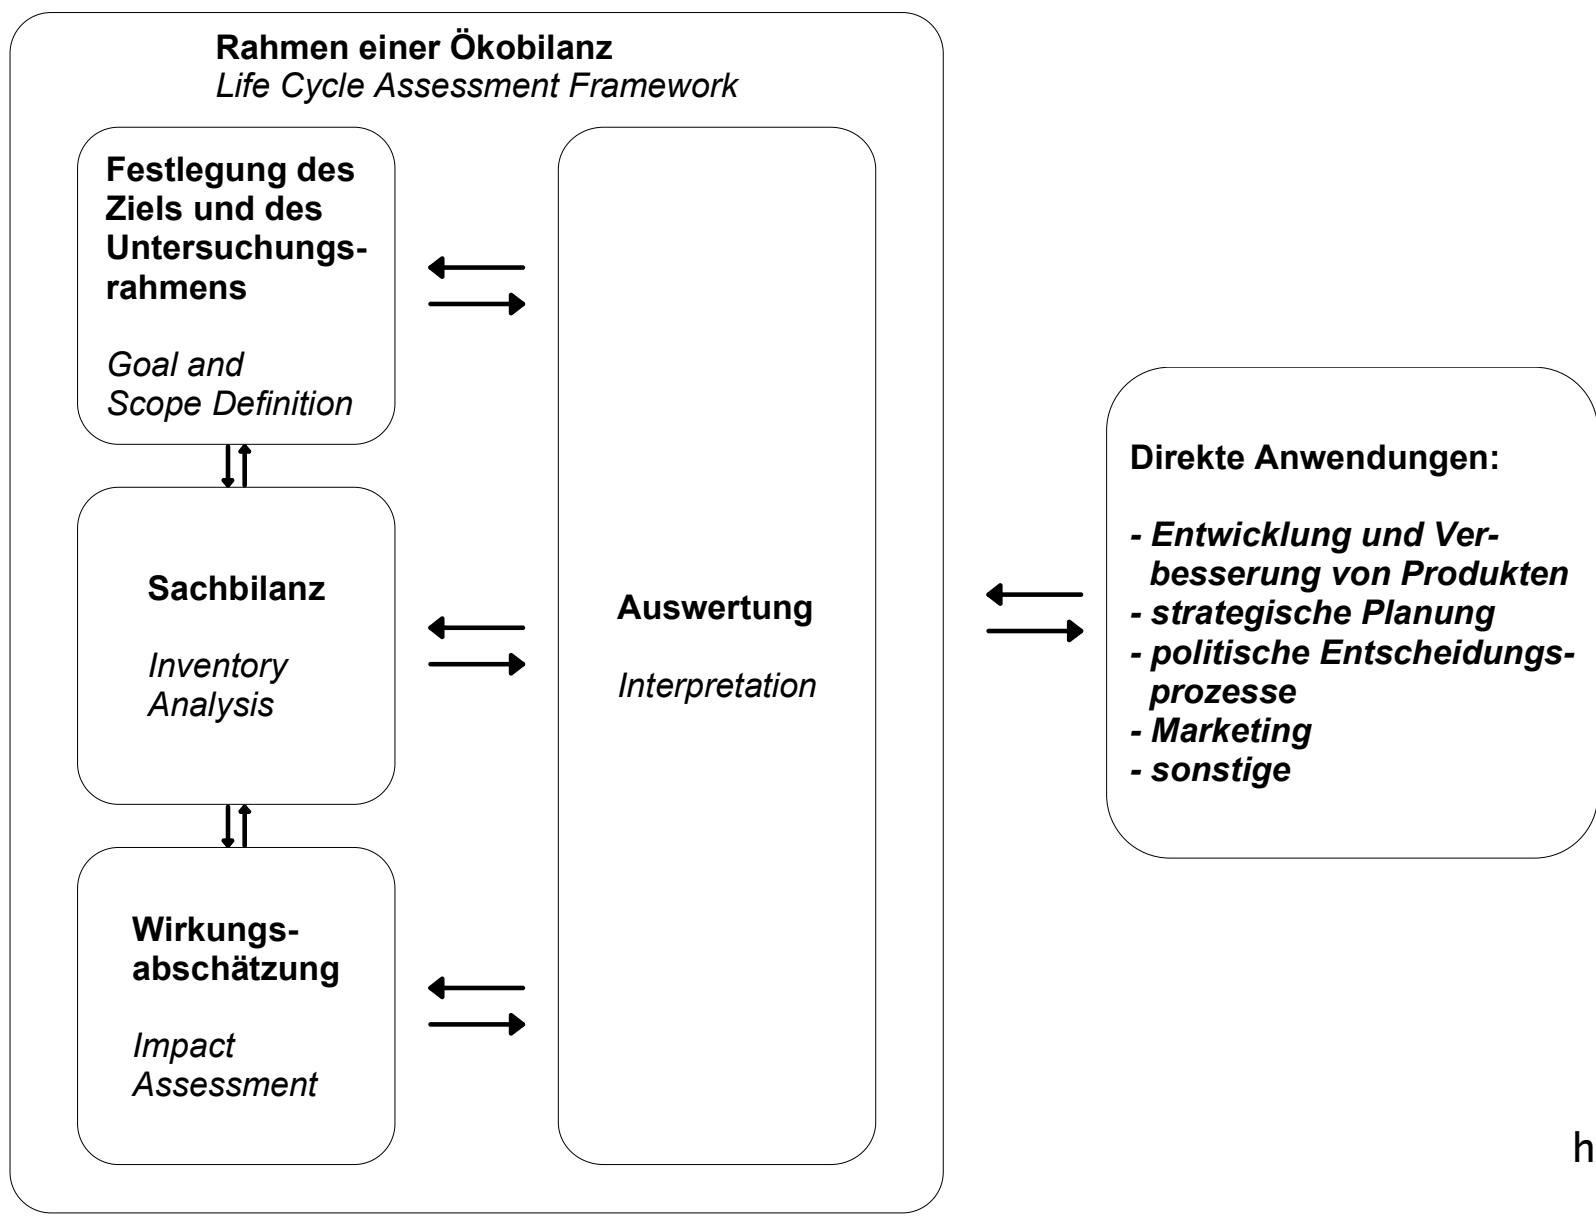 Rahmen einer Ökobilanz
Life Cycle Assessment Framework
Festlegung des
Ziels und des
Untersuchungs-
rahmens
Goal and
Scope Definition
Sachbilanz
Inventory
Analysis
Wirkungs-
abschätzung
Impact
Assessment
Auswertung
Interpretation
Direkte Anwendungen:
- Entwicklung und Ver-
besserung von Produkten
- strategische Planung
- politische Entscheidungs-
prozesse
- Marketing
- sonstige
h